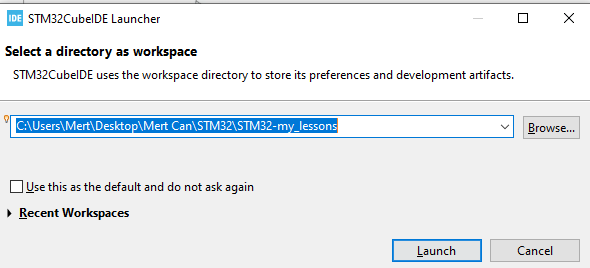 IDE STM32CubeIDE Launcher
Select a directory as workspace
STM32CubeIDE uses the workspace directory to store its preferences and development artifacts.
C:\Users\Mert\Desktop\Mert Can\STM32\STM32-my_lessons
Browse...
Use this as the default and do not ask again
Recent Workspaces
Launch
Cancel